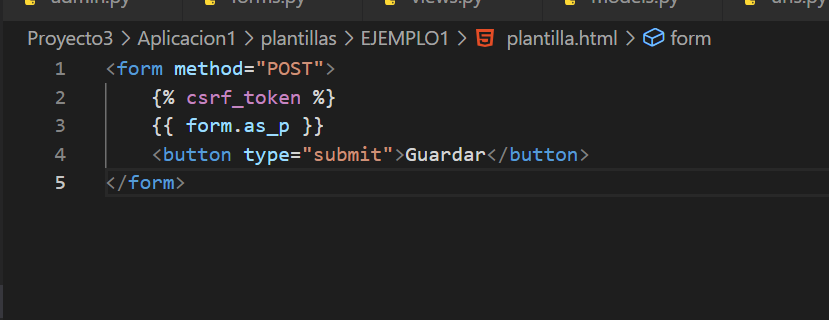 admin.py forms.py views.py models.py urls.py
Proyecto3 > Aplicacion1 > plantillas > EJEMPLO1 > plantilla.html > form
1 <form method="POST">
2 {% csrf_token %}
3 {{ form.as_p }}
4 <button type="submit">Guardar</button>
5 </form>